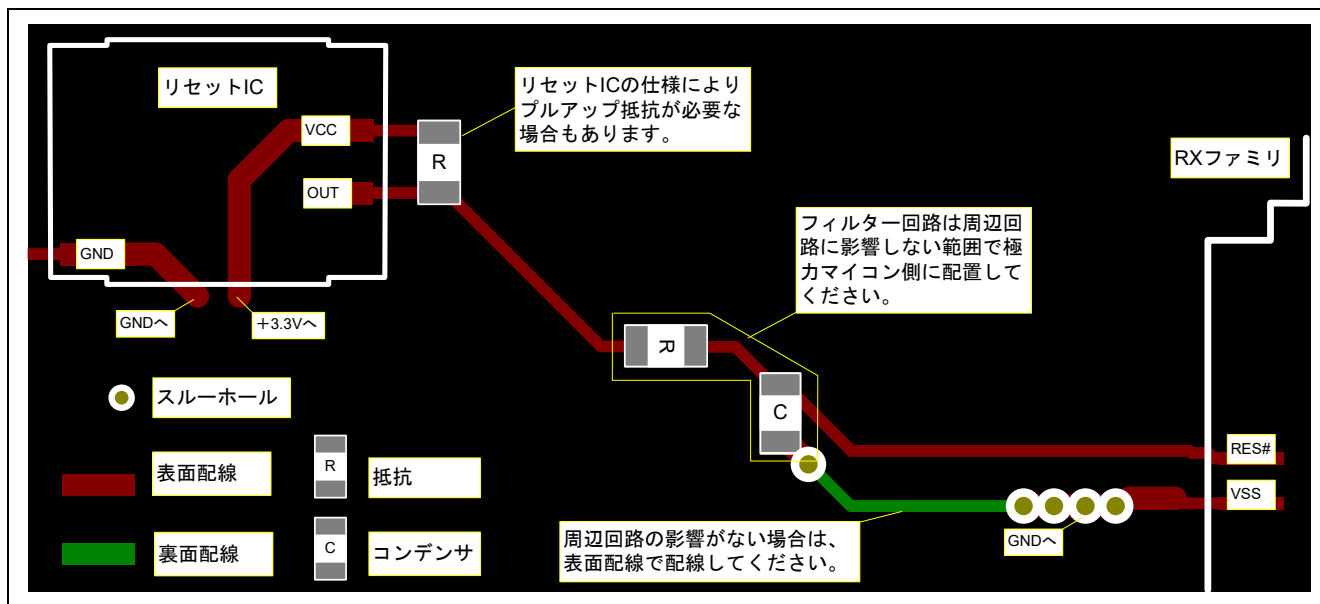 リセットIC
VCC
OUT
GND
GNDへ
＋3.3Vへ
R
リセットICの仕様により
プルアップ抵抗が必要な
場合もあります。
RXファミリ
フィルター回路は周辺回
路に影響しない範囲で極
力マイコン側に配置して
ください。
R
C
RES#
VSS
GNDへ
周辺回路の影響がない場合は、
表面配線で配線してください。
スルーホール
表面配線
R
抵抗
裏面配線
C
コンデンサ